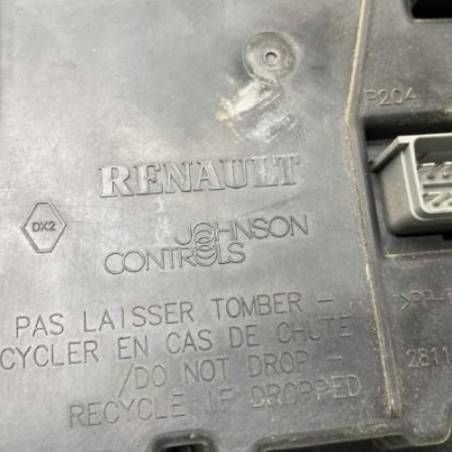 P204
RENAULT
DX2
JOHNSON
CONTROLS
PAS LAISSER TOMBER -
CYCLER EN CAS DE CHUTE
/DO NOT DROP -
RECYCLE IF DROPPED
2811